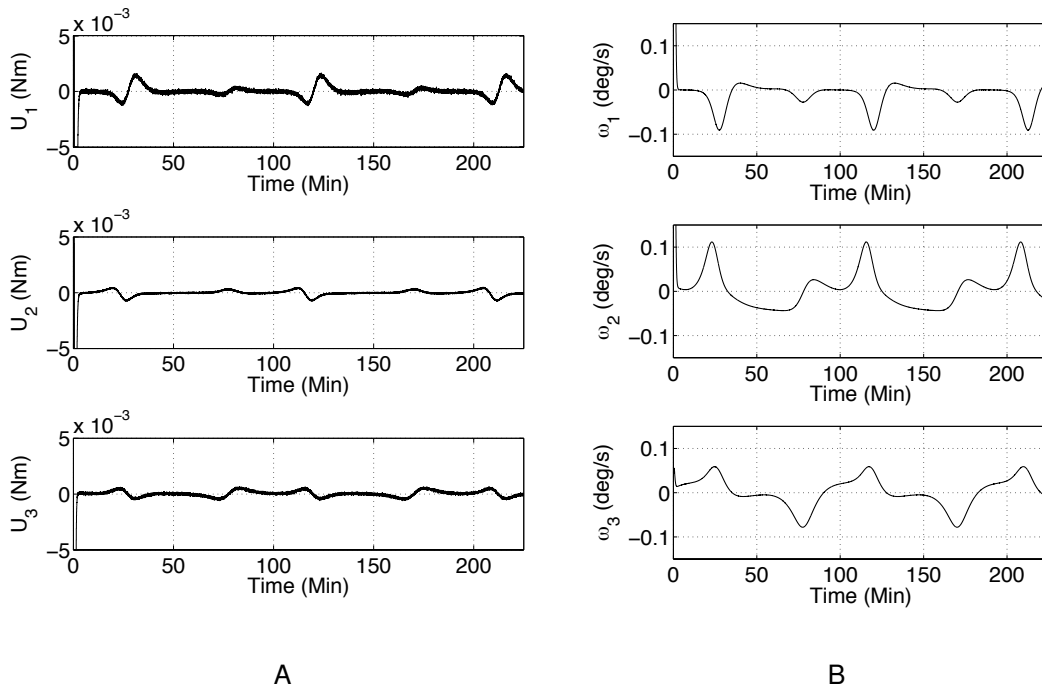 x 10−3
5
0
−5
U1 (Nm)
0 50 100 150 200
Time (Min)
x 10−3
5
0
−5
U2 (Nm)
0 50 100 150 200
Time (Min)
x 10−3
5
0
−5
U3 (Nm)
0 50 100 150 200
Time (Min)
A
0.1
0
−0.1
ω1 (deg/s)
0 50 100 150 200
Time (Min)
0.1
0
−0.1
ω2 (deg/s)
0 50 100 150 200
Time (Min)
0.1
0
−0.1
ω3 (deg/s)
0 50 100 150 200
Time (Min)
B